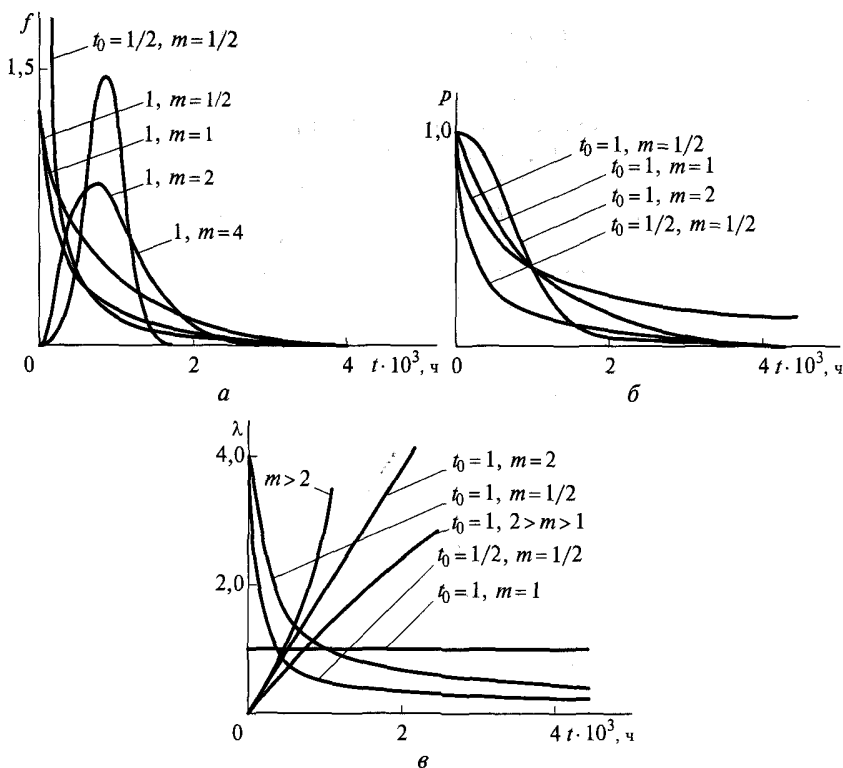 f
t₀ = 1/2, m = 1/2
1,5
1, m = 1/2
1, m = 1
1, m = 2
1, m = 4
0
2
4 t · 10³, ч
а
P
1,0
t₀ = 1, m = 1/2
t₀ = 1, m = 1
t₀ = 1, m = 2
t₀ = 1/2, m = 1/2
0
2
4 t · 10³, ч
б
λ
4,0
m > 2
t₀ = 1, m = 2
t₀ = 1, m = 1/2
t₀ = 1, 2 > m > 1
t₀ = 1/2, m = 1/2
2,0
t₀ = 1, m = 1
0
2
4 t · 10³, ч
в